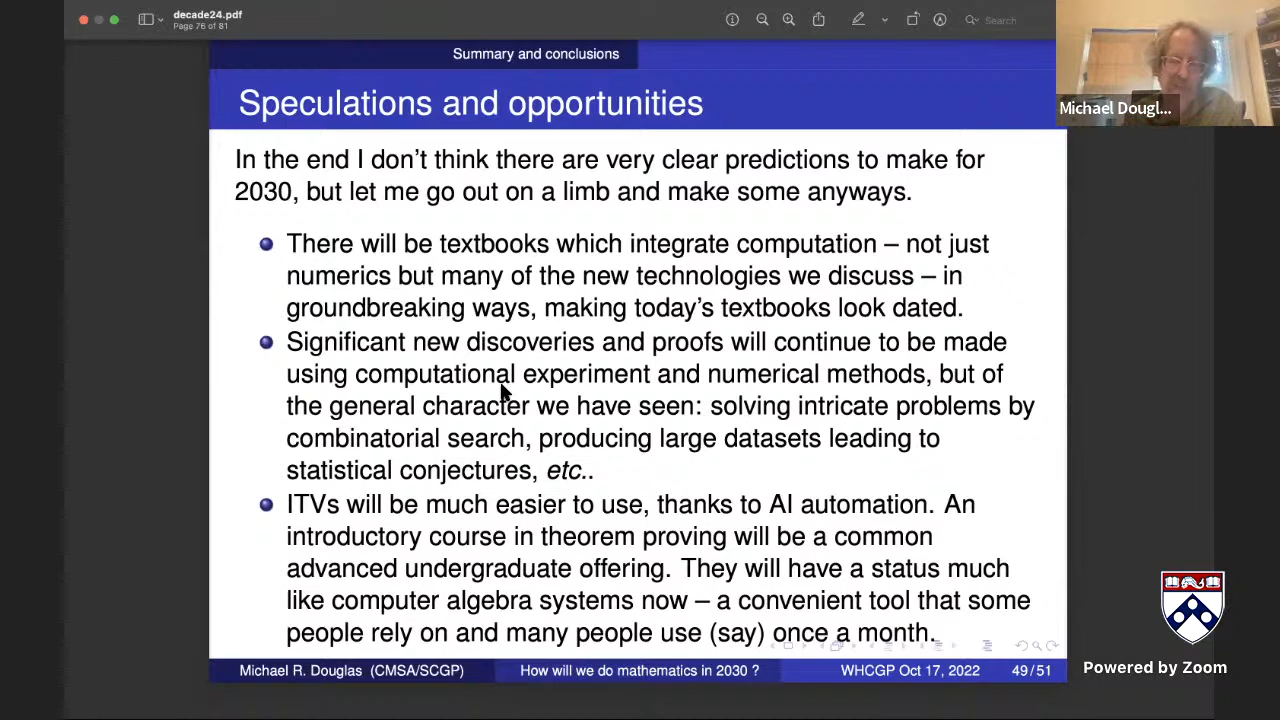 decade24.pdf
Page 76 of 81
Search
Michael Dougl...
Summary and conclusions
Speculations and opportunities
In the end I don't think there are very clear predictions to make for
2030, but let me go out on a limb and make some anyways.
There will be textbooks which integrate computation – not just
numerics but many of the new technologies we discuss – in
groundbreaking ways, making today's textbooks look dated.
Significant new discoveries and proofs will continue to be made
using computational experiment and numerical methods, but of
the general character we have seen: solving intricate problems by
combinatorial search, producing large datasets leading to
statistical conjectures, etc..
ITVs will be much easier to use, thanks to AI automation. An
introductory course in theorem proving will be a common
advanced undergraduate offering. They will have a status much
like computer algebra systems now – a convenient tool that some
people rely on and many people use (say) once a month.
Michael R. Douglas (CMSA/SCGP)
How will we do mathematics in 2030 ?
WHCGP Oct 17, 2022
49/51
Powered by Zoom